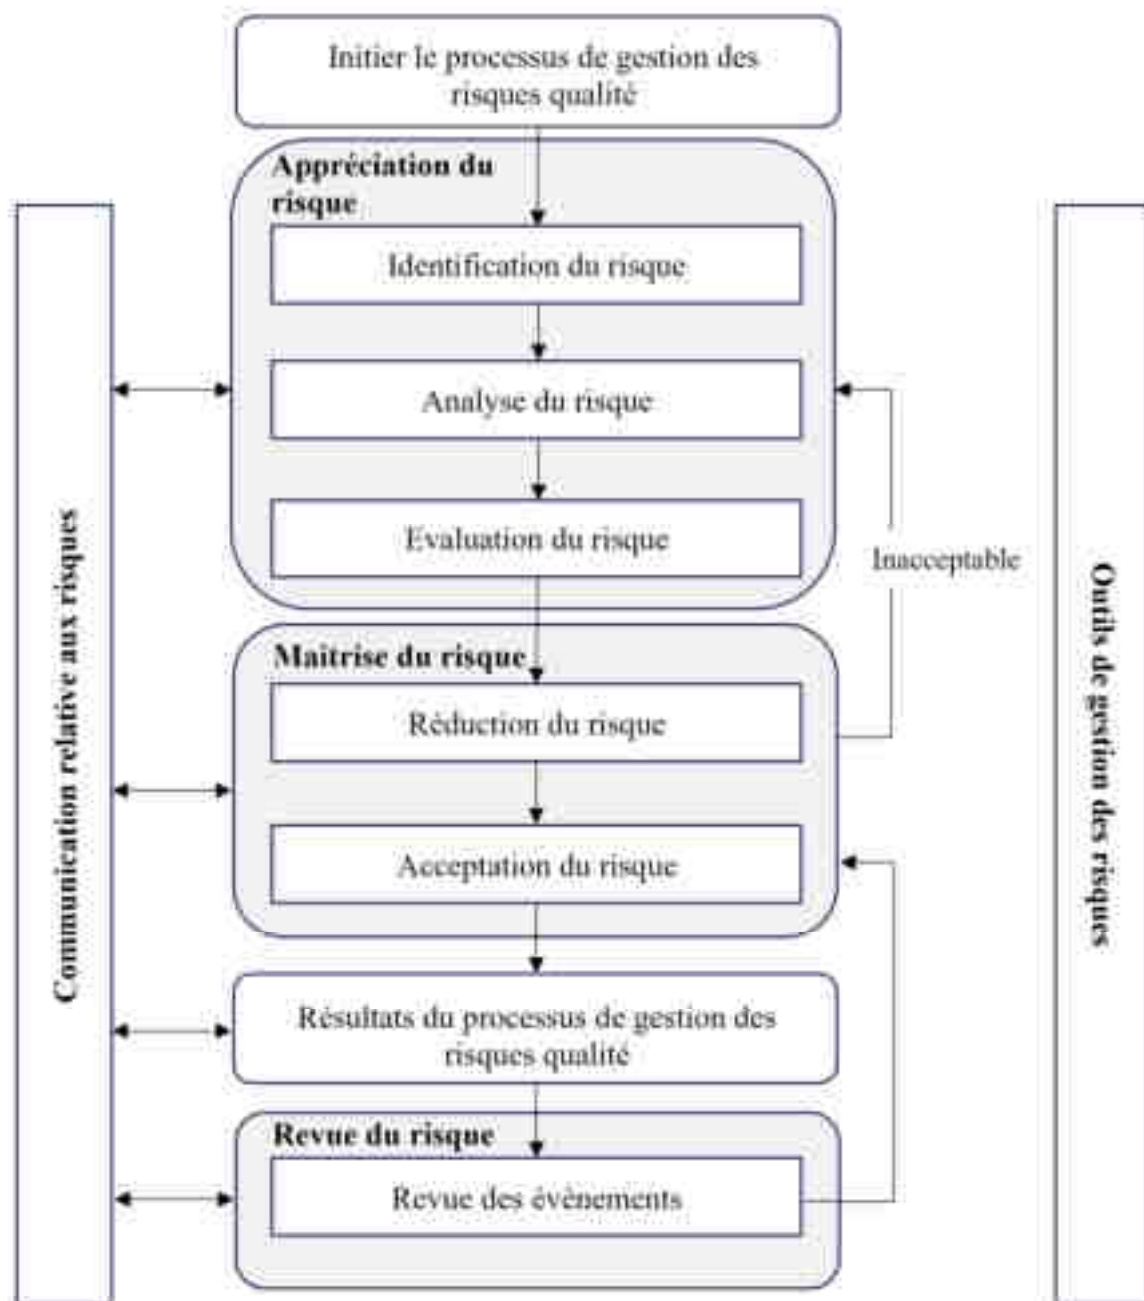 Initier le processus de gestion des
risques qualité
Appréciation du
risque
Identification du risque
Analyse du risque
Evaluation du risque
Inacceptable
Maitrise du risque
Réduction du risque
Acceptation du risque
Résultats du processus de gestion des
risques qualité
Revue du risque
Revue des évènements
Communication relative aux risques
Outils de gestion des risques